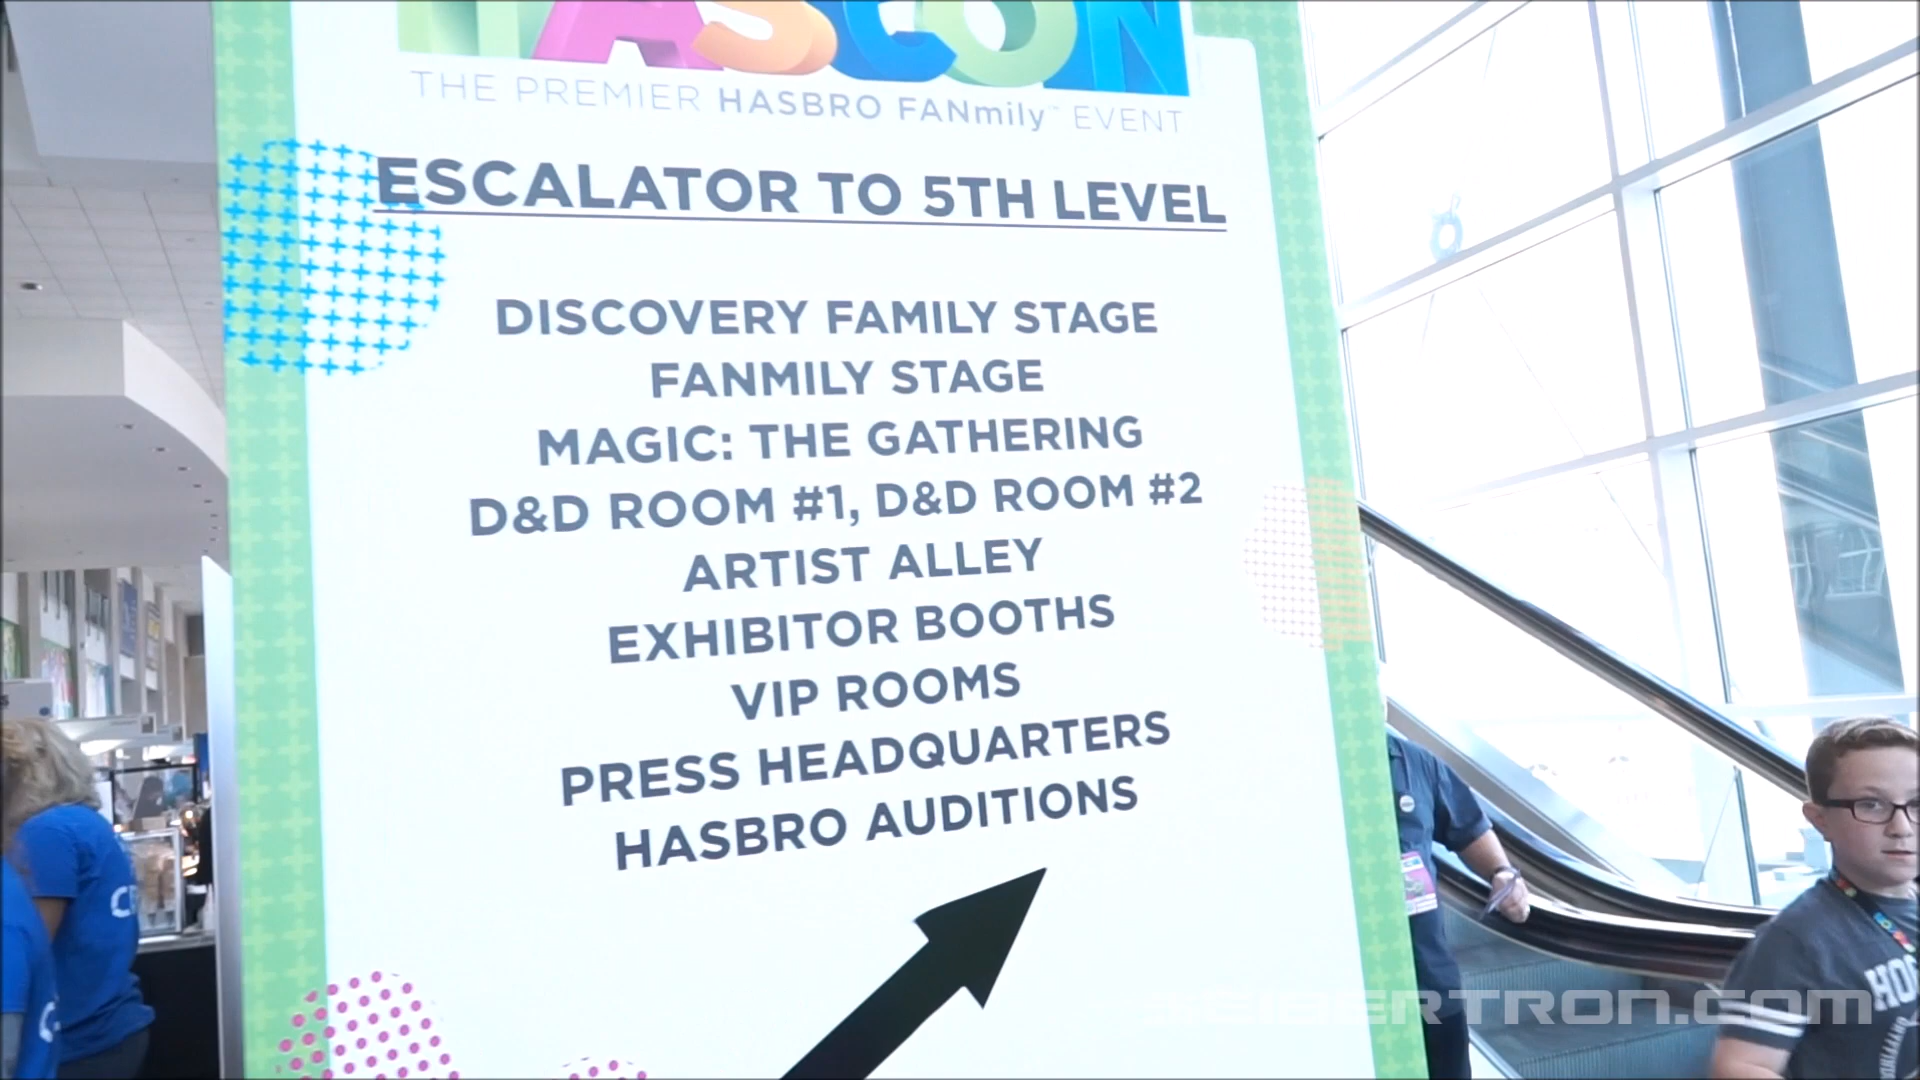 HASCON
THE PREMIER HASBRO FANmily™ EVENT
ESCALATOR TO 5TH LEVEL
DISCOVERY FAMILY STAGE
FANMILY STAGE
MAGIC: THE GATHERING
D&D ROOM #1, D&D ROOM #2
ARTIST ALLEY
EXHIBITOR BOOTHS
VIP ROOMS
PRESS HEADQUARTERS
HASBRO AUDITIONS
SEIBERTRON.COM